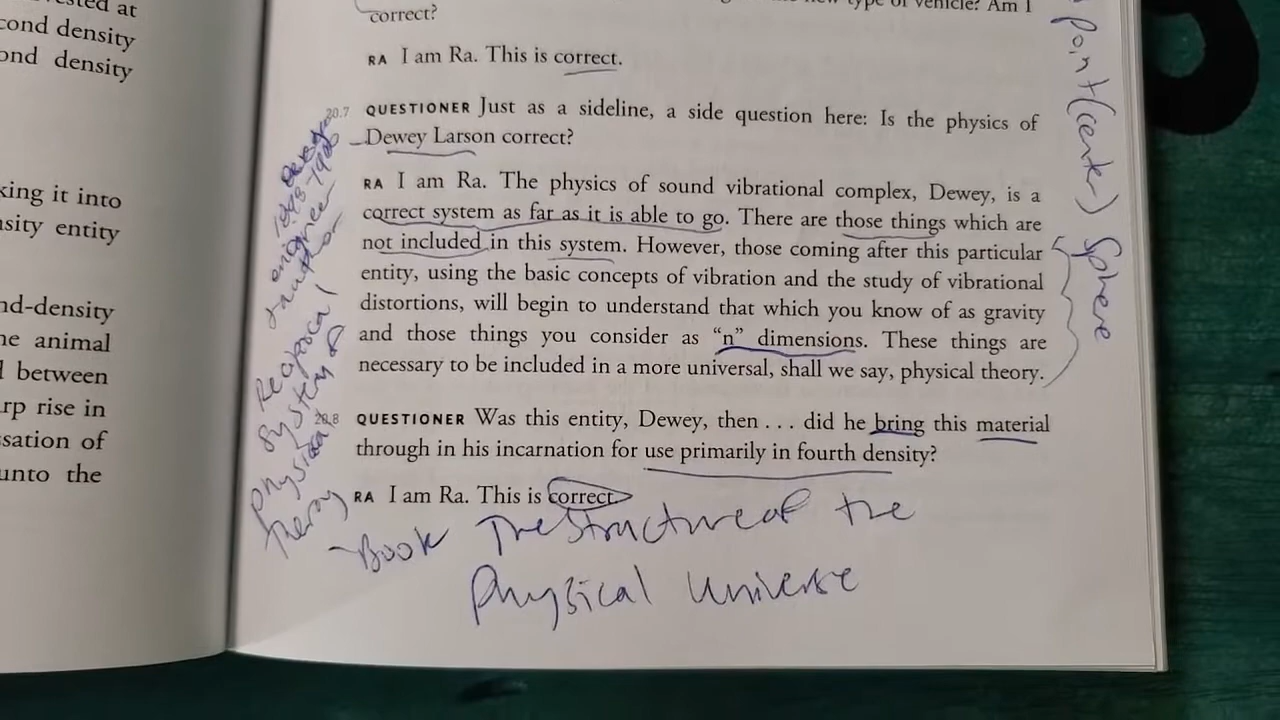 ested at
cond density
ond density
king it into
nsity entity
nd-density
he animal
l between
rp rise in
ssation of
unto the
type of vehicle? Am I
correct?
RA I am Ra. This is correct.
20.7 QUESTIONER Just as a sideline, a side question here: Is the physics of
Dewey Larson correct?
RA I am Ra. The physics of sound vibrational complex, Dewey, is a
correct system as far as it is able to go. There are those things which are
not included in this system. However, those coming after this particular
entity, using the basic concepts of vibration and the study of vibrational
distortions, will begin to understand that which you know of as gravity
and those things you consider as “n” dimensions. These things are
necessary to be included in a more universal, shall we say, physical theory.
20.8 QUESTIONER Was this entity, Dewey, then . . . did he bring this material
through in his incarnation for use primarily in fourth density?
RA I am Ra. This is correct.
Book The Structure of the
Physical Universe
engineer
& author
System of
Physical
Theory
point (center) Sphere